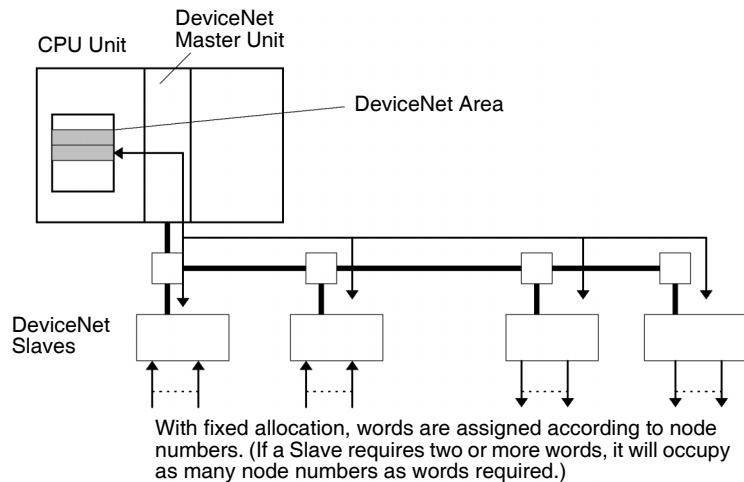 DeviceNet
Master Unit
CPU Unit
DeviceNet Area
DeviceNet
Slaves
With fixed allocation, words are assigned according to node
numbers. (If a Slave requires two or more words, it will occupy
as many node numbers as words required.)